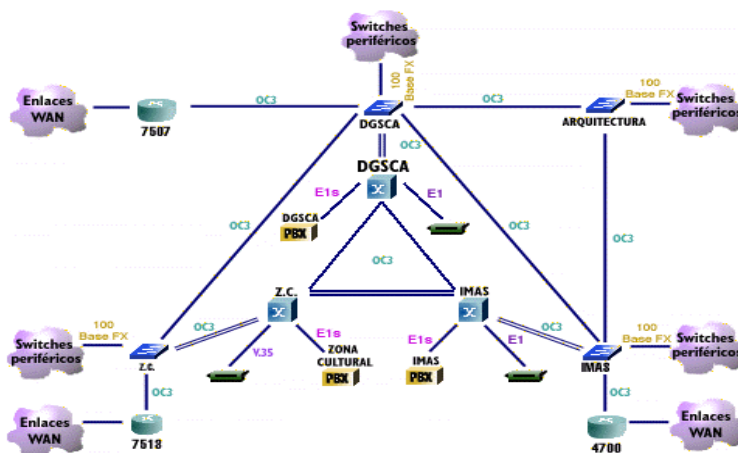 Switches
periféricos
100
Base FX
Enlaces
WAN
7507
OC3
DGSCA
OC3
ARQUITECTURA
100
Base FX
Switches
periféricos
OC3
DGSCA
E1s
E1
DGSCA
PBX
OC3
OC3
OC3
OC3
Z.C.
IMAS
Switches
periféricos
100
Base FX
Z.C.
OC3
V.35
E1s
ZONA
CULTURAL
PBX
E1s
IMAS
PBX
E1
OC3
100
Base FX
IMAS
Switches
periféricos
OC3
OC3
Enlaces
WAN
7513
4700
Enlaces
WAN